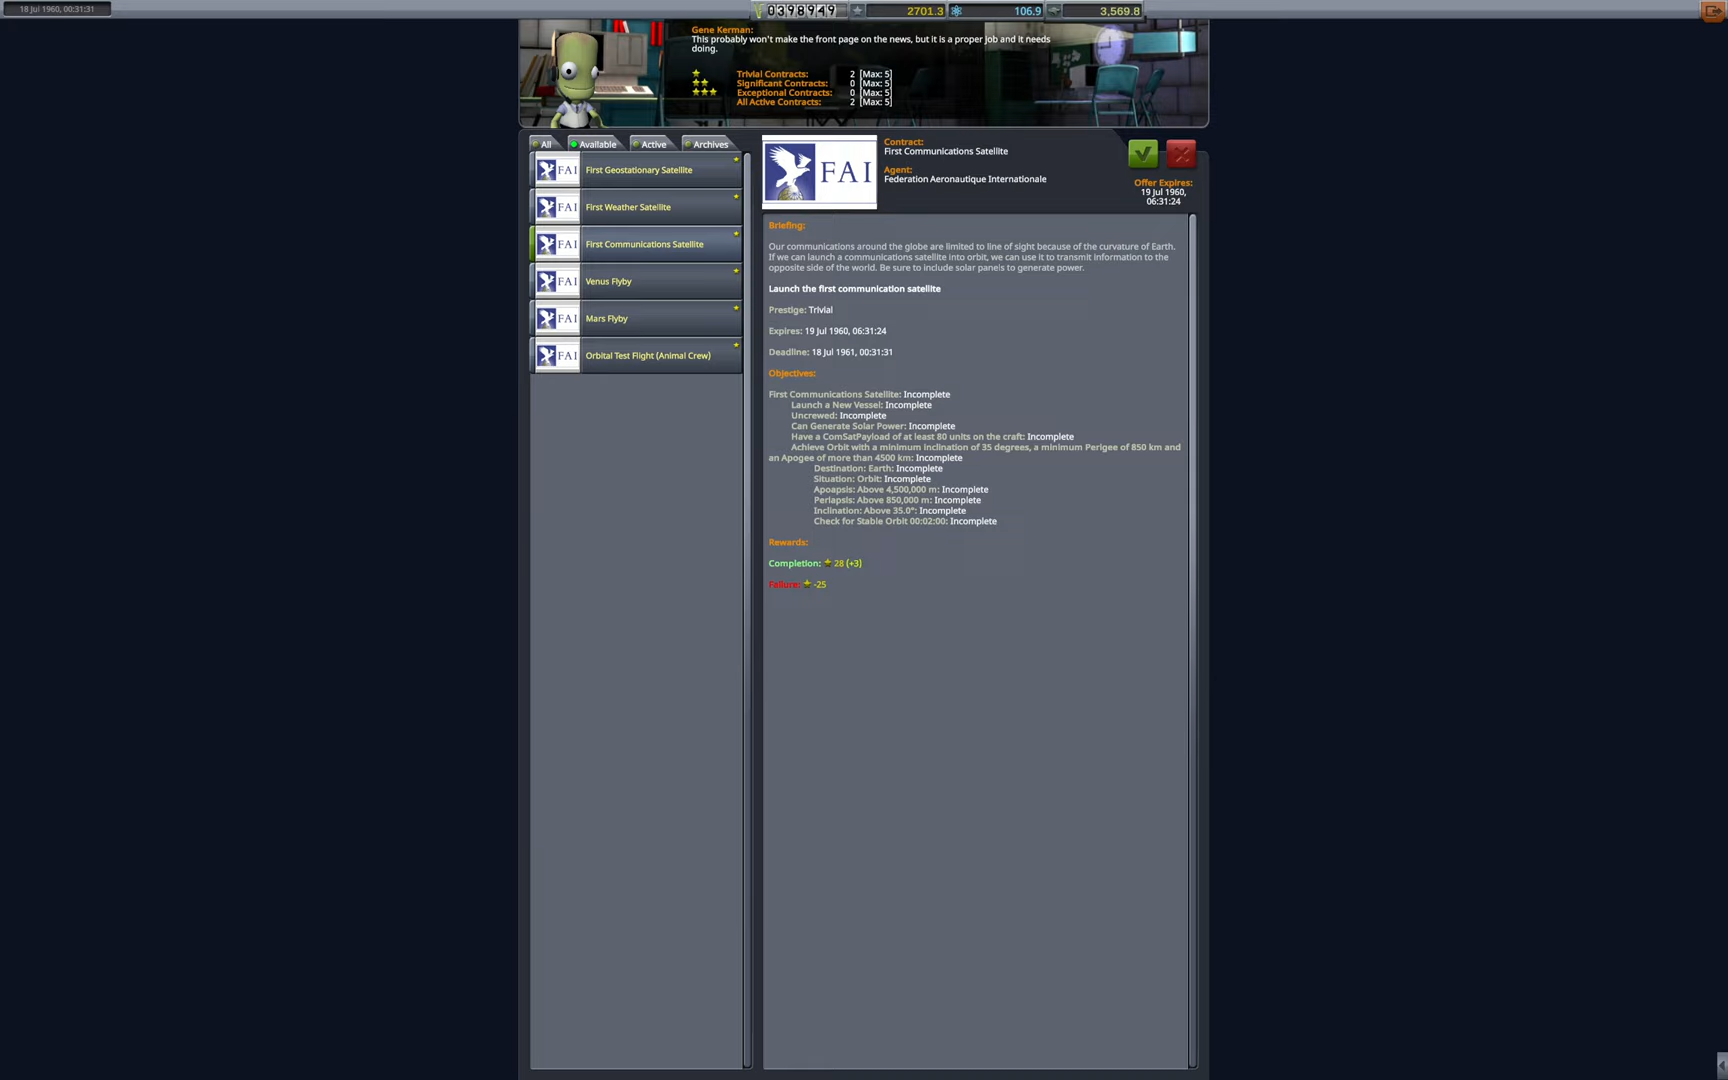 18 Jul 1960, 00:31:31
0398949
2701.3
106.9
3,569.8
Gene Kerman:
This probably won't make the front page on the news, but it is a proper job and it needs
doing.
Trivial Contracts: 2 [Max: 5]
Significant Contracts: 0 [Max: 5]
Exceptional Contracts: 0 [Max: 5]
All Active Contracts: 2 [Max: 5]
All
Available
Active
Archives
FAI First Geostationary Satellite
FAI First Weather Satellite
FAI First Communications Satellite
FAI Venus Flyby
FAI Mars Flyby
FAI Orbital Test Flight (Animal Crew)
FAI
Contract:
First Communications Satellite
Agent:
Federation Aeronautique Internationale
Offer Expires:
19 Jul 1960,
06:31:24
Briefing:
Our communications around the globe are limited to line of sight because of the curvature of Earth.
If we can launch a communications satellite into orbit, we can use it to transmit information to the
opposite side of the world. Be sure to include solar panels to generate power.
Launch the first communication satellite
Prestige: Trivial
Expires: 19 Jul 1960, 06:31:24
Deadline: 18 Jul 1961, 00:31:31
Objectives:
First Communications Satellite: Incomplete
Launch a New Vessel: Incomplete
Uncrewed: Incomplete
Can Generate Solar Power: Incomplete
Have a ComSatPayload of at least 80 units on the craft: Incomplete
Achieve Orbit with a minimum inclination of 35 degrees, a minimum Perigee of 850 km and
an Apogee of more than 4500 km: Incomplete
Destination: Earth: Incomplete
Situation: Orbit: Incomplete
Apoapsis: Above 4,500,000 m: Incomplete
Periapsis: Above 850,000 m: Incomplete
Inclination: Above 35.0°: Incomplete
Check for Stable Orbit 00:02:00: Incomplete
Rewards:
Completion: 28 (+3)
Failure: -25